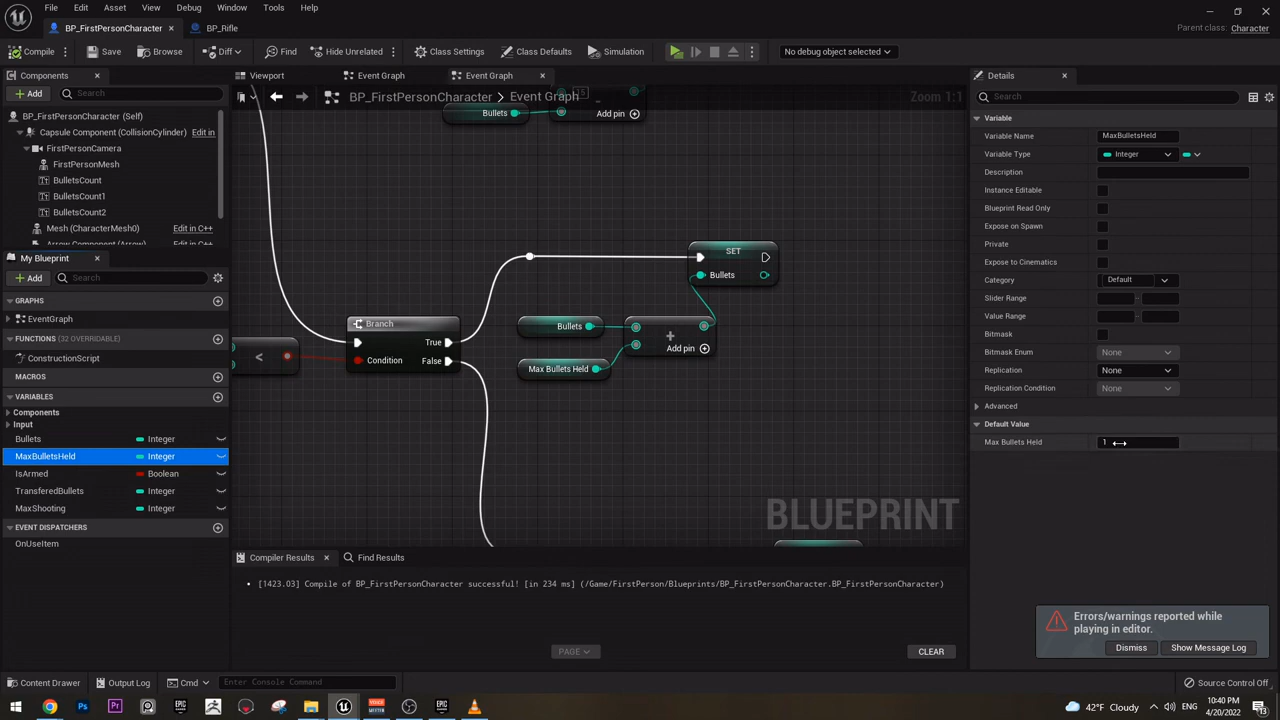 File Edit Asset View Debug Window Tools Help
BP_FirstPersonCharacter BP_Rifle Parent class: Character
Compile Save Browse Diff Find Hide Unrelated Class Settings Class Defaults Simulation No debug object selected
Components Viewport Event Graph Event Graph Details
Add Search BP_FirstPersonCharacter > Event Graph Zoom 1:1 Search
BP_FirstPersonCharacter (Self)
Capsule Component (CollisionCylinder) Edit in
FirstPersonCamera
FirstPersonMesh
BulletsCount
BulletsCount1
BulletsCount2
Mesh (CharacterMesh0) Edit in C++
Arrow Component (Arrow) Edit in C++
My Blueprint
Add Search
GRAPHS
EventGraph
FUNCTIONS (32 OVERRIDABLE)
ConstructionScript
MACROS
VARIABLES
Components
Input
Bullets Integer
MaxBulletsHeld Integer
IsArmed Boolean
TransferedBullets Integer
MaxShooting Integer
EVENT DISPATCHERS
OnUseItem
75
Bullets Add pin
SET
Bullets
Branch
True
Condition False
<
Bullets
+
Add pin
Max Bullets Held
BLUEPRINT
Variable
Variable Name MaxBulletsHeld
Variable Type Integer
Description
Instance Editable
Blueprint Read Only
Expose on Spawn
Private
Expose to Cinematics
Category Default
Slider Range
Value Range
Bitmask
Bitmask Enum None
Replication None
Replication Condition None
Advanced
Default Value
Max Bullets Held 1
Compiler Results Find Results
[1423.03] Compile of BP_FirstPersonCharacter successful! [in 234 ms] (/Game/FirstPerson/Blueprints/BP_FirstPersonCharacter.BP_FirstPersonCharacter)
PAGE CLEAR
Errors/warnings reported while
playing in editor.
Dismiss Show Message Log
Content Drawer Output Log Cmd Enter Console Command Source Control Off
42°F Cloudy 10:40 PM
4/20/2022